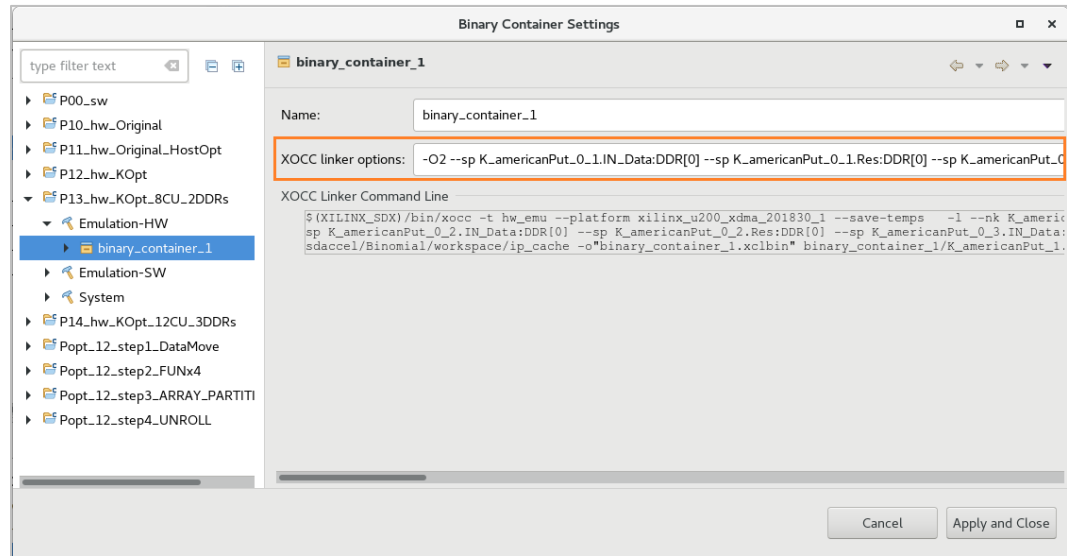 Binary Container Settings
type filter text
P00_sw
P10_hw_Original
P11_hw_Original_HostOpt
P12_hw_KOpt
P13_hw_KOpt_8CU_2DDRs
Emulation-HW
binary_container_1
Emulation-SW
System
P14_hw_KOpt_12CU_3DDRs
Popt_12_step1_DataMove
Popt_12_step2_FUNx4
Popt_12_step3_ARRAY_PARTITI
Popt_12_step4_UNROLL
binary_container_1
Name: binary_container_1
XOCC linker options: -O2 --sp K_americanPut_0_1.IN_Data:DDR[0] --sp K_americanPut_0_1.Res:DDR[0] --sp K_americanPut_0
XOCC Linker Command Line
$(XILINX_SDX)/bin/xocc -t hw_emu --platform xilinx_u200_xdma_201830_1 --save-temps -l --nk K_americ
sp K_americanPut_0_2.IN_Data:DDR[0] --sp K_americanPut_0_2.Res:DDR[0] --sp K_americanPut_0_3.IN_Data:
sdaccel/Binomial/workspace/ip_cache -o"binary_container_1.xclbin" binary_container_1/K_americanPut_1.
Cancel
Apply and Close